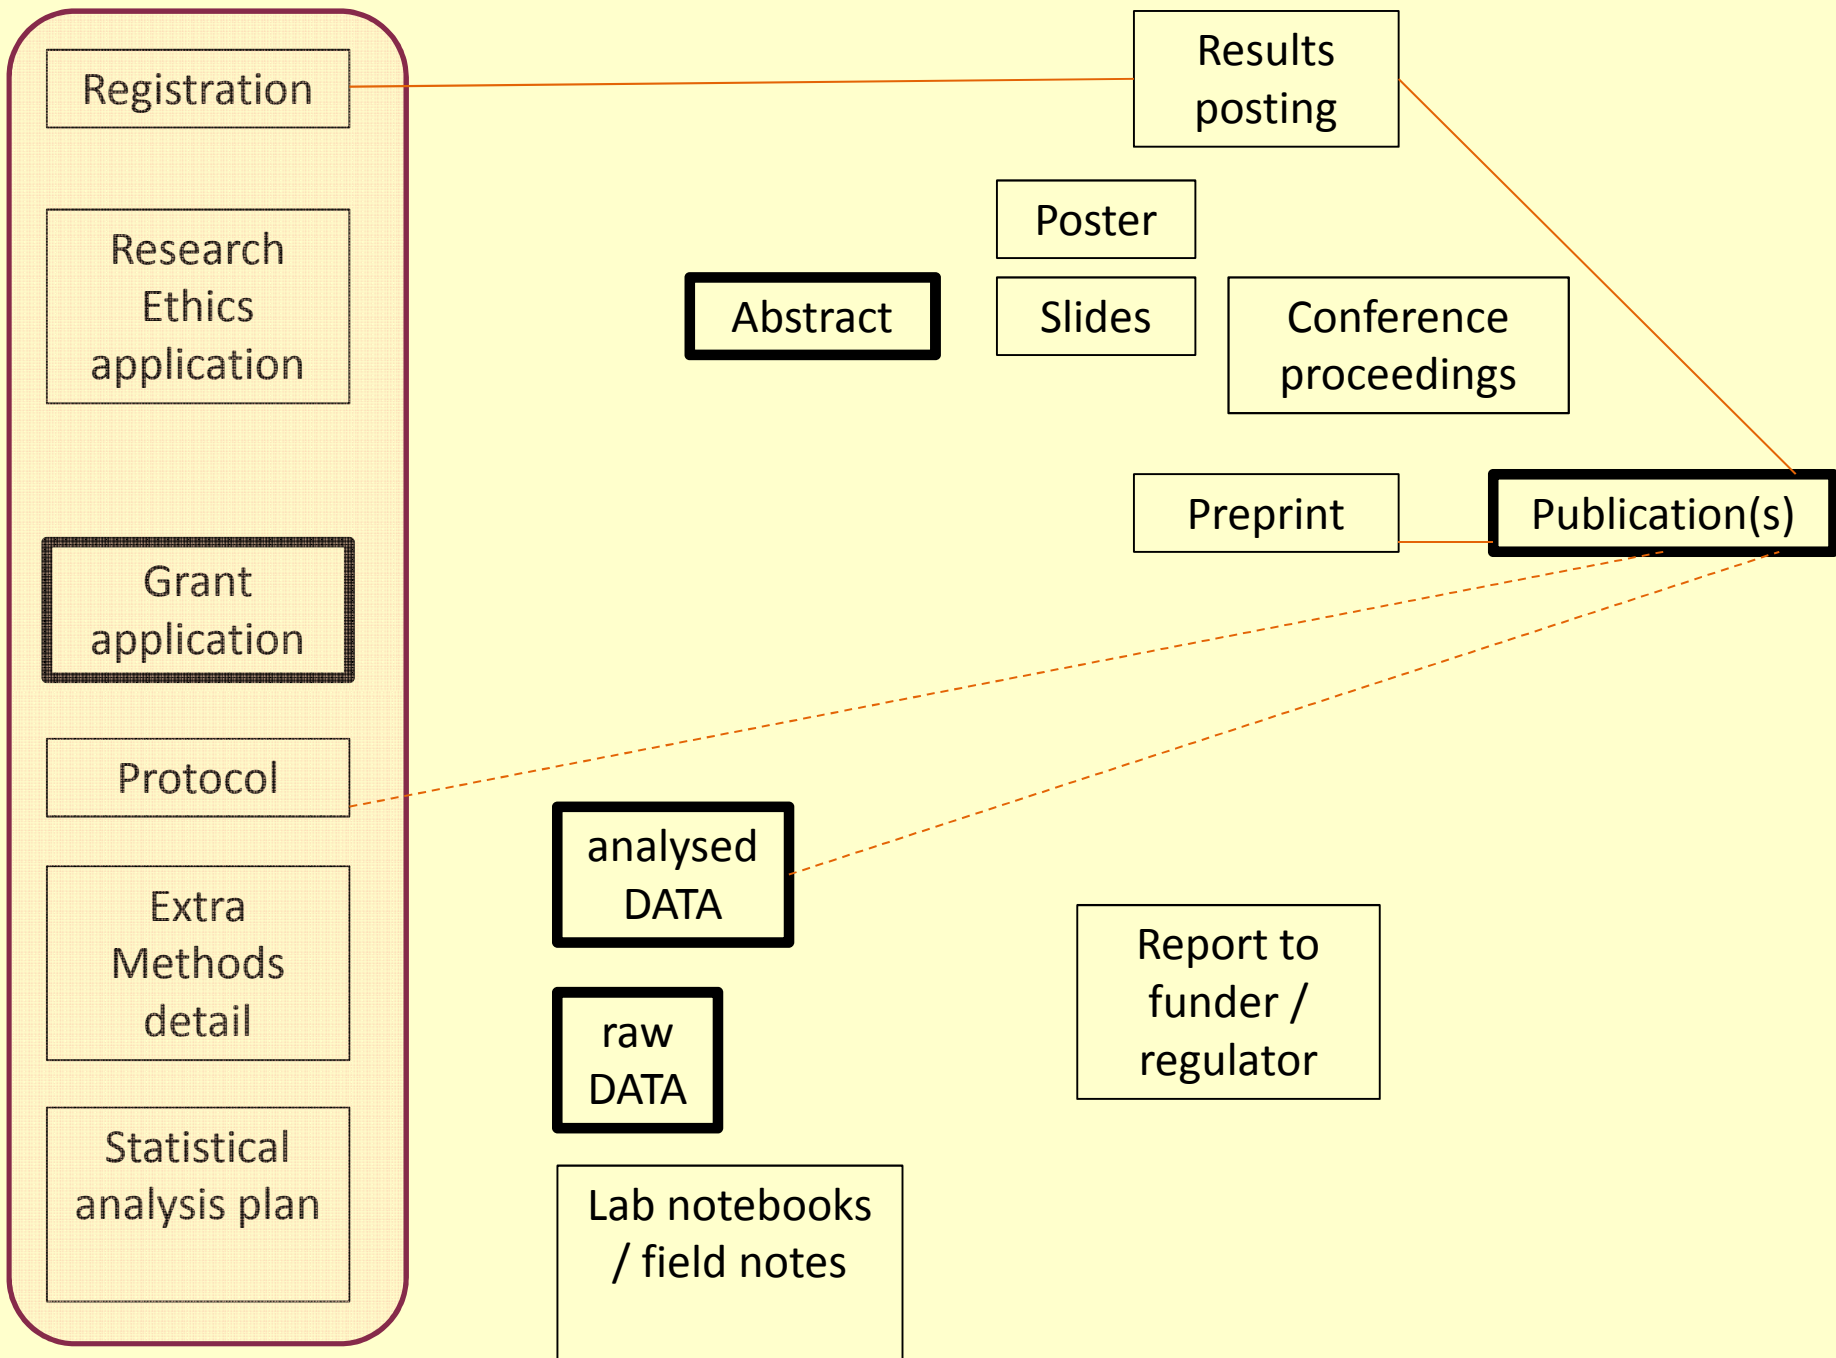 Registration
Research
Ethics
application
Grant
application
Protocol
Extra
Methods
detail
Statistical
analysis plan
Abstract
analysed
DATA
raw
DATA
Lab notebooks
/ field notes
Results
posting
Poster
Slides
Conference
proceedings
Preprint
Publication(s)
Report to
funder /
regulator